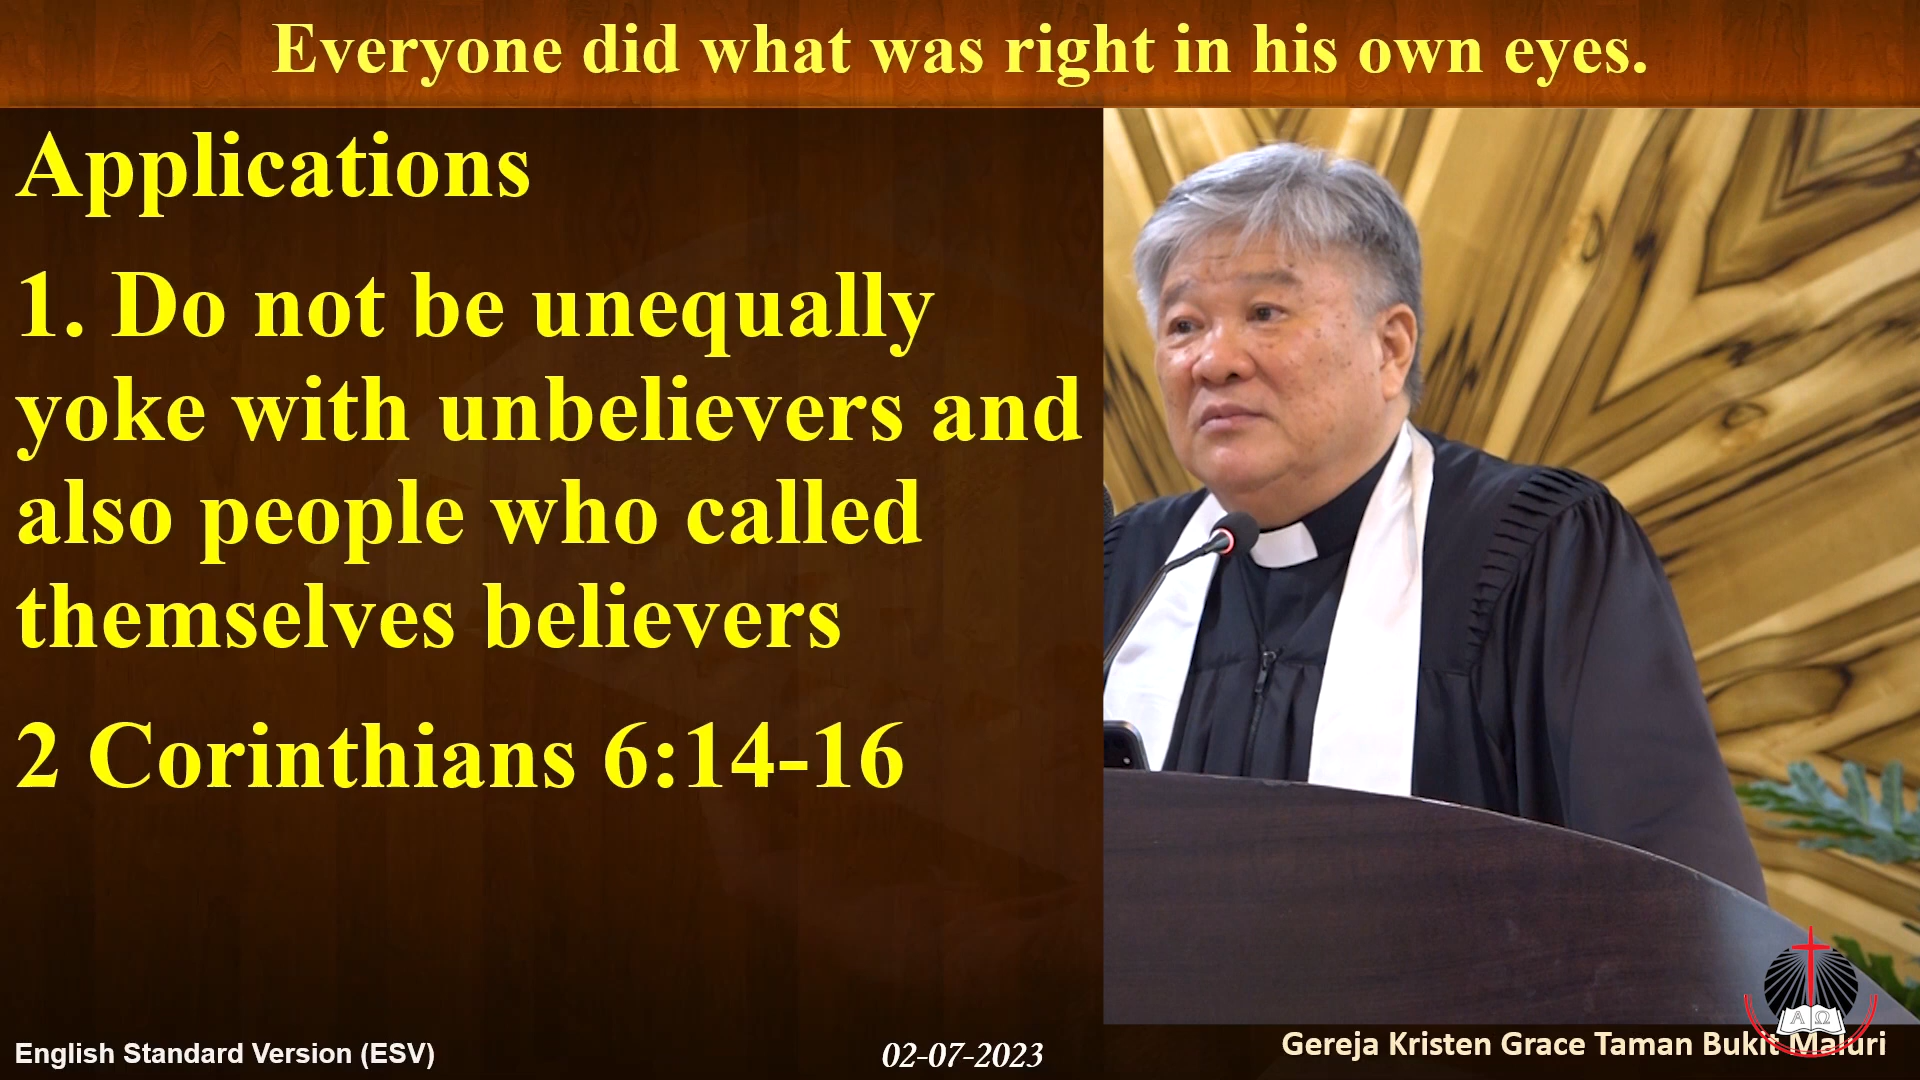 Everyone did what was right in his own eyes.
Applications
1. Do not be unequally
yoke with unbelievers and
also people who called
themselves believers
2 Corinthians 6:14-16
English Standard Version (ESV)
02-07-2023
Gereja Kristen Grace Taman Bukit Maluri
Α Ω